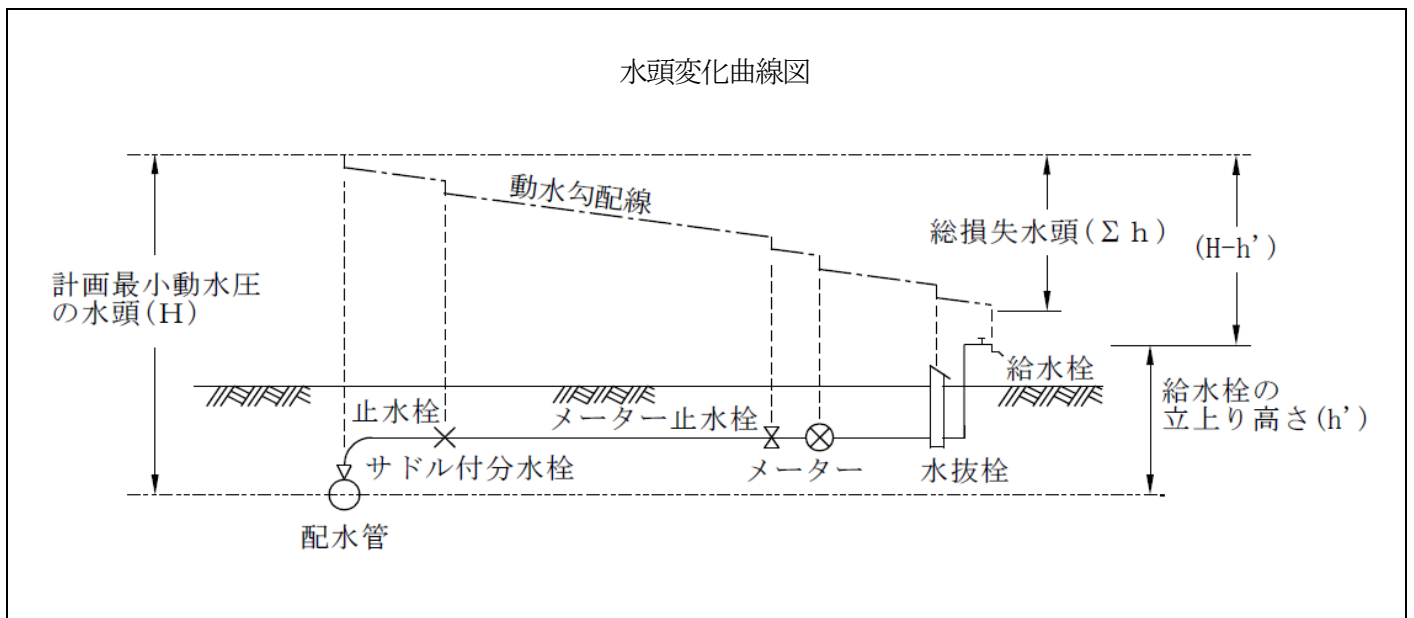 水頭変化曲線図
動水勾配線
総損失水頭(Σh)
(H-h')
計画最小動水圧
の水頭(H)
給水栓
止水栓
メーター止水栓
給水栓の
立上り高さ(h')
サドル付分水栓
メーター
水抜栓
配水管